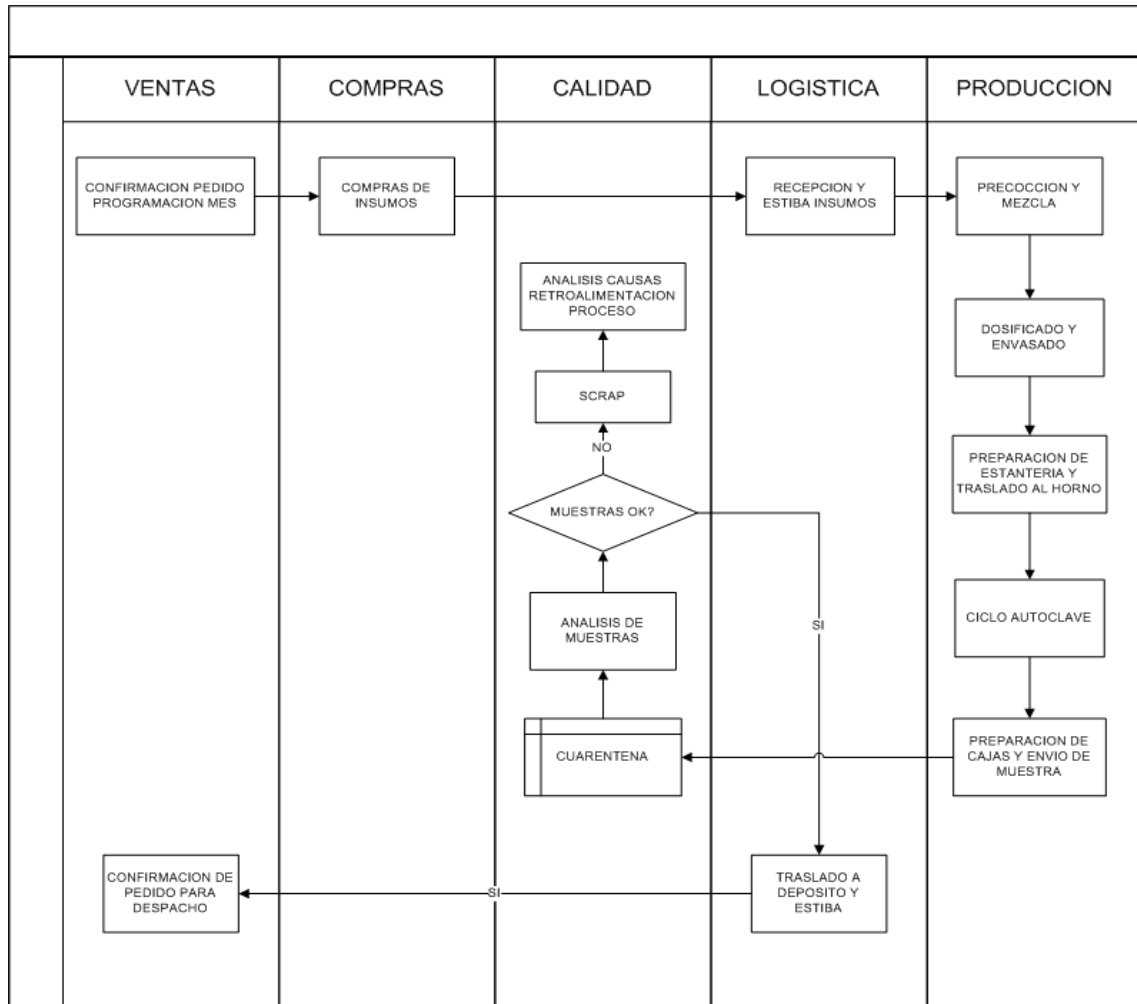 VENTAS
COMPRAS
CALIDAD
LOGISTICA
PRODUCCION
CONFIRMACION PEDIDO
PROGRAMACION MES
COMPRAS DE
INSUMOS
RECEPCION Y
ESTIBA INSUMOS
PRECOCCION Y
MEZCLA
ANALISIS CAUSAS
RETROALIMENTACION
PROCESO
DOSIFICADO Y
ENVASADO
SCRAP
NO
PREPARACION DE
ESTANTERIA Y
TRASLADO AL HORNO
MUESTRAS OK?
ANALISIS DE
MUESTRAS
SI
CICLO AUTOCLAVE
CUARENTENA
PREPARACION DE
CAJAS Y ENVIO DE
MUESTRA
CONFIRMACION DE
PEDIDO PARA
DESPACHO
SI
TRASLADO A
DEPOSITO Y
ESTIBA